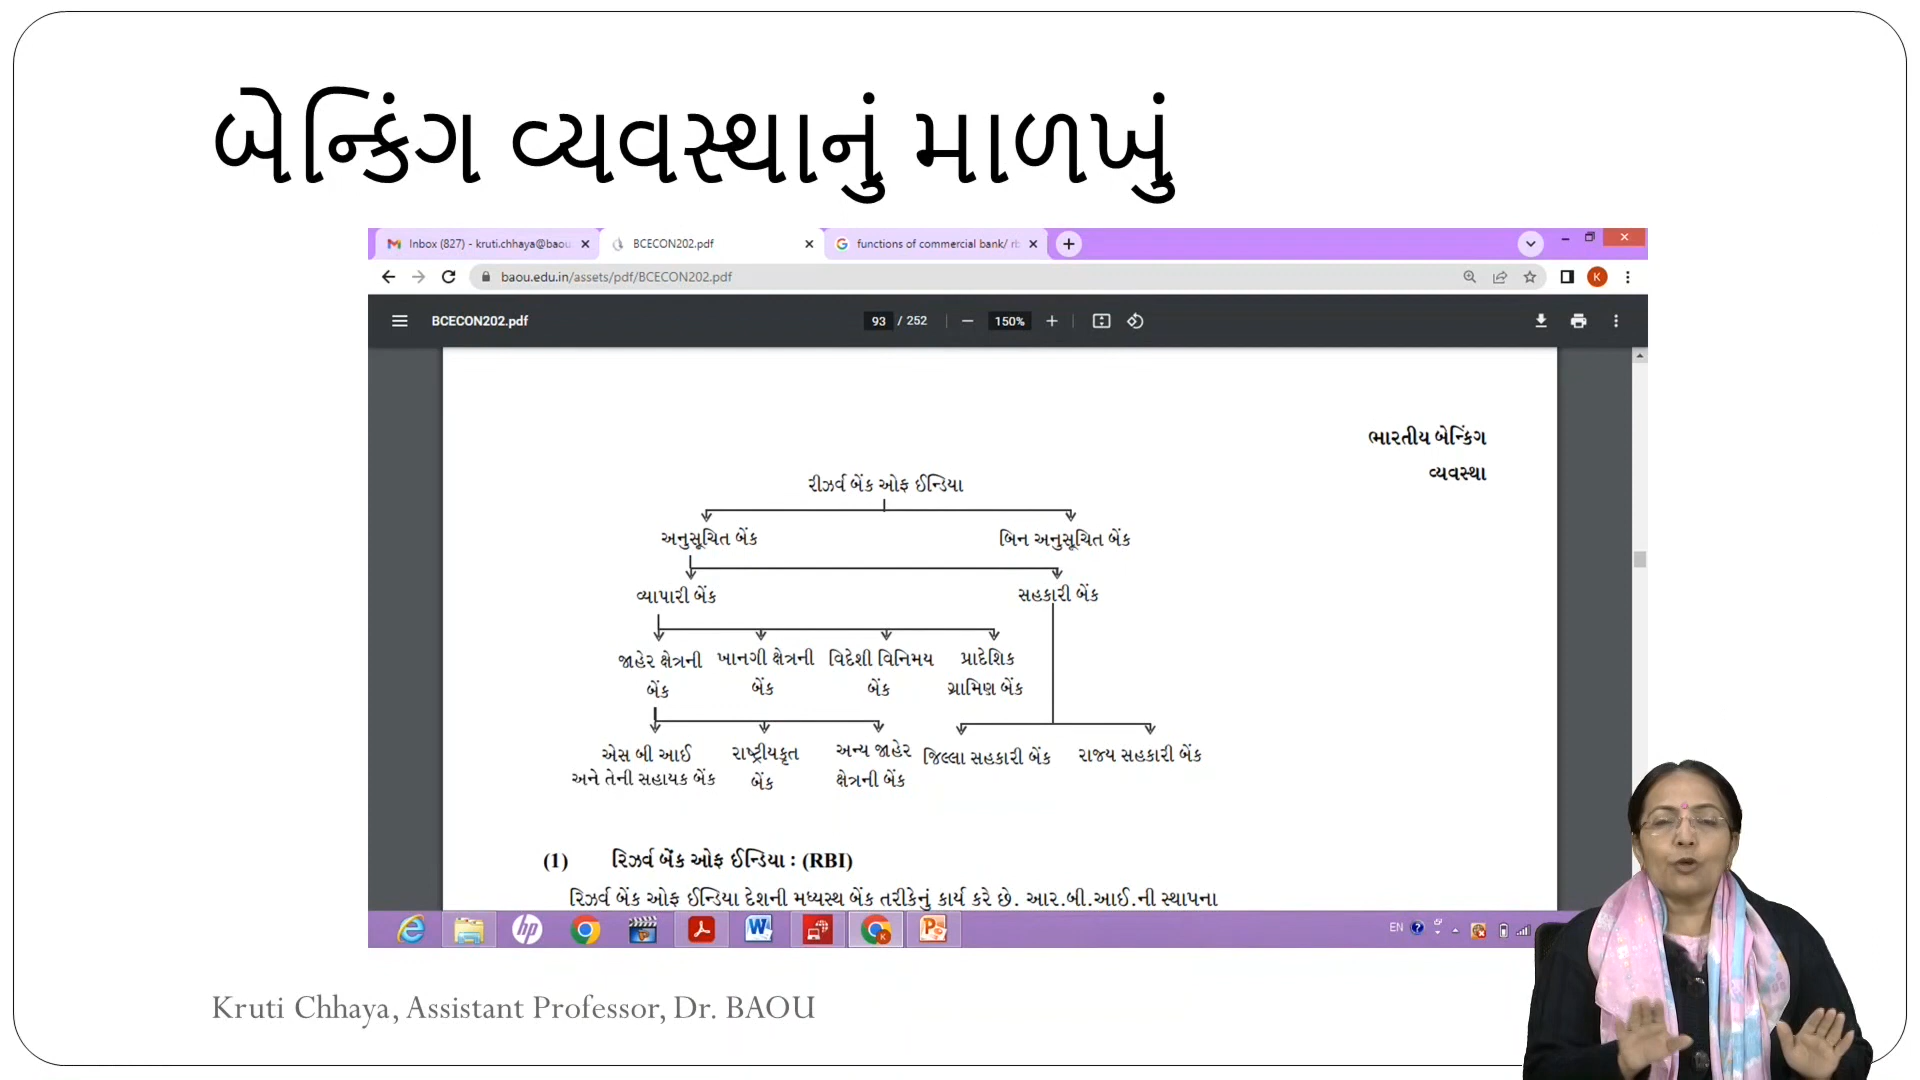 બેન્કિંગ વ્યવસ્થાનું માળખું
Inbox (827) - kruti.chhaya@baou
BCECON202.pdf
functions of commercial bank/ rb
baou.edu.in/assets/pdf/BCECON202.pdf
K
BCECON202.pdf
93 / 252
150%
ભારતીય બેન્કિંગ
વ્યવસ્થા
રીઝર્વ બેંક ઓફ ઈન્ડિયા
અનુસૂચિત બેંક
બિન અનુસૂચિત બેંક
વ્યાપારી બેંક
સહકારી બેંક
જાહેર ક્ષેત્રની
બેંક
ખાનગી ક્ષેત્રની
બેંક
વિદેશી વિનિમય
બેંક
પ્રાદેશિક
ગ્રામિણ બેંક
એસ બી આઈ
અને તેની સહાયક બેંક
રાષ્ટ્રીયકૃત
બેંક
અન્ય જાહેર
ક્ષેત્રની બેંક
જિલ્લા સહકારી બેંક
રાજ્ય સહકારી બેંક
(1) રિઝર્વ બેંક ઓફ ઈન્ડિયા : (RBI)
રિઝર્વ બેંક ઓફ ઈન્ડિયા દેશની મધ્યસ્થ બેંક તરીકેનું કાર્ય કરે છે. આર.બી.આઈ.ની સ્થાપના
EN
Kruti Chhaya, Assistant Professor, Dr. BAOU